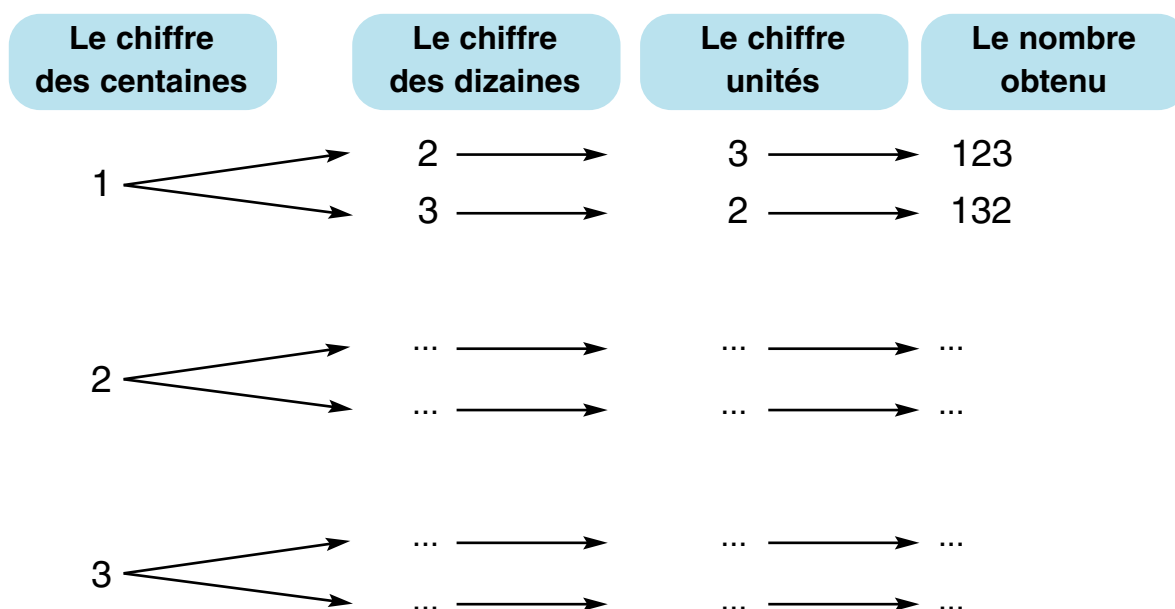 Le chiffre
des centaines
Le chiffre
des dizaines
Le chiffre
unités
Le nombre
obtenu
1
2
3
123
3
2
132
2
...
...
...
...
...
...
3
...
...
...
...
...
...